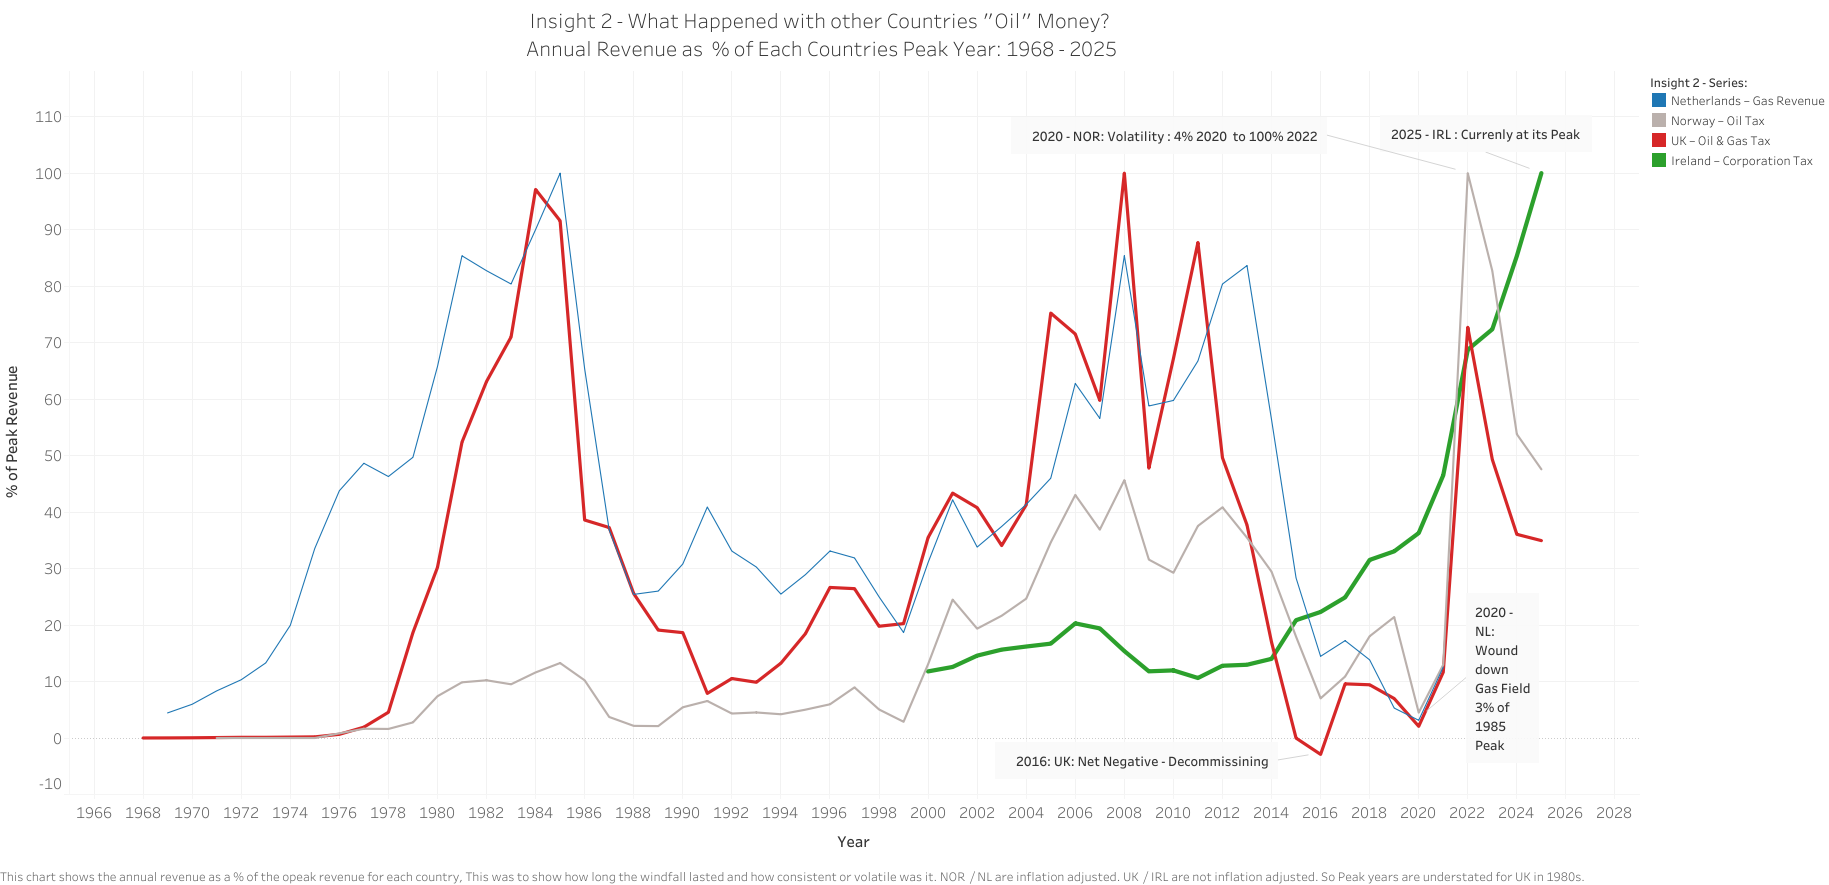 Insight 2 - What Happened with other Countries "Oil" Money?
Annual Revenue as % of Each Countries Peak Year: 1968 - 2025
Insight 2 - Series:
Netherlands – Gas Revenue
Norway – Oil Tax
UK – Oil & Gas Tax
Ireland – Corporation Tax
2020 - NOR: Volatility : 4% 2020 to 100% 2022
2025 - IRL : Currenly at its Peak
110
100
90
80
70
60
50
40
30
20
10
0
-10
% of Peak Revenue
2020 -
NL:
Wound
down
Gas Field
3% of
1985
Peak
2016: UK: Net Negative - Decommissining
1966 1968 1970 1972 1974 1976 1978 1980 1982 1984 1986 1988 1990 1992 1994 1996 1998 2000 2002 2004 2006 2008 2010 2012 2014 2016 2018 2020 2022 2024 2026 2028
Year
This chart shows the annual revenue as a % of the opeak revenue for each country, This was to show how long the windfall lasted and how consistent or volatile was it. NOR / NL are inflation adjusted. UK / IRL are not inflation adjusted. So Peak years are understated for UK in 1980s.